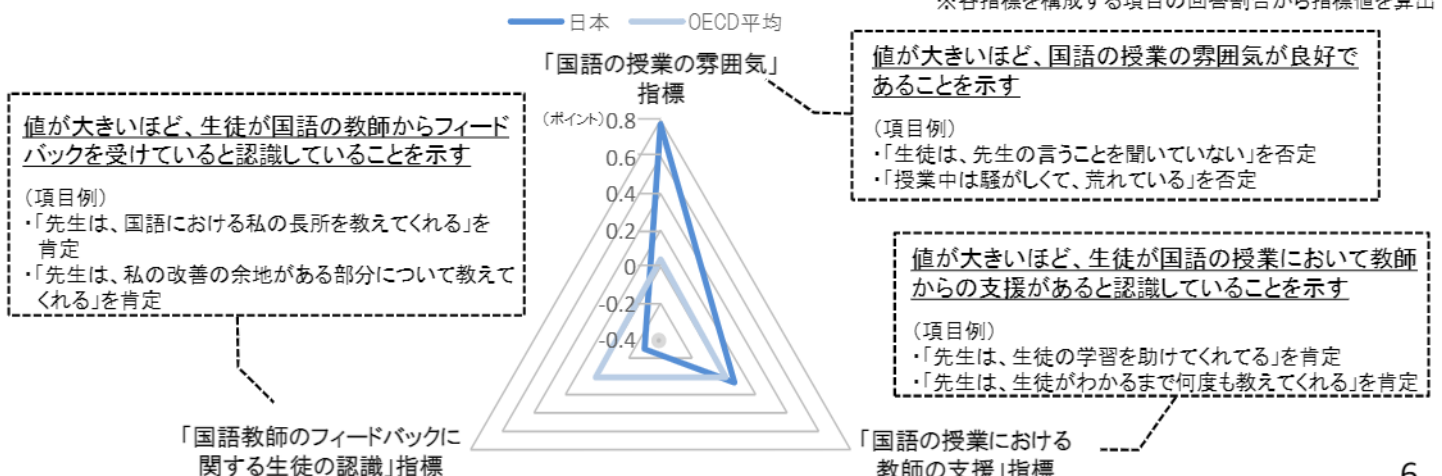 ※各指標を構成する項目の回答割合から指標値を算出
日本
OECD平均
「国語の授業の雰囲気」
指標
(ポイント)
0.8
0.6
0.4
0.2
0
-0.2
-0.4
値が大きいほど、国語の授業の雰囲気が良好で
あることを示す
(項目例)
・「生徒は、先生の言うことを聞いていない」を否定
・「授業中は騒がしくて、荒れている」を否定
値が大きいほど、生徒が国語の教師からフィード
バックを受けていると認識していることを示す
(項目例)
・「先生は、国語における私の長所を教えてくれる」を
肯定
・「先生は、私の改善の余地がある部分について教えて
くれる」を肯定
値が大きいほど、生徒が国語の授業において教師
からの支援があると認識していることを示す
(項目例)
・「先生は、生徒の学習を助けてくれてる」を肯定
・「先生は、生徒がわかるまで何度も教えてくれる」を肯定
「国語教師のフィードバックに
関する生徒の認識」指標
「国語の授業における
教師の支援」指標
6